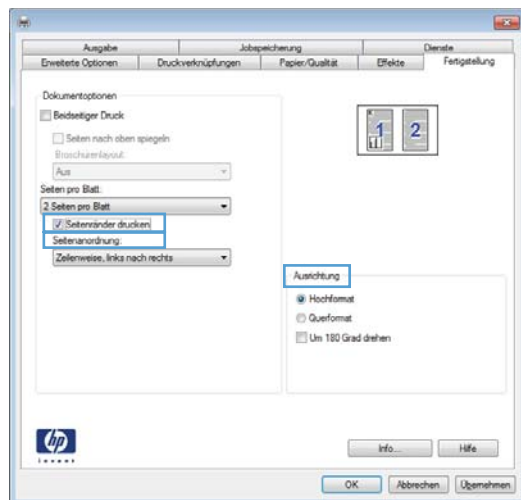 Ausgabe Jobspeicherung Dienste
Erweiterte Optionen Druckverknüpfungen Papier/Qualität Effekte Fertigstellung
Dokumentoptionen
Beidseitiger Druck
Seiten nach oben spiegeln
Broschürenlayout:
Aus
Seiten pro Blatt:
2 Seiten pro Blatt
Seitenränder drucken
Seitenanordnung:
Zeilenweise, links nach rechts
1 2
Ausrichtung
Hochformat
Querformat
Um 180 Grad drehen
hp
invent
Info... Hilfe
OK Abbrechen Übernehmen